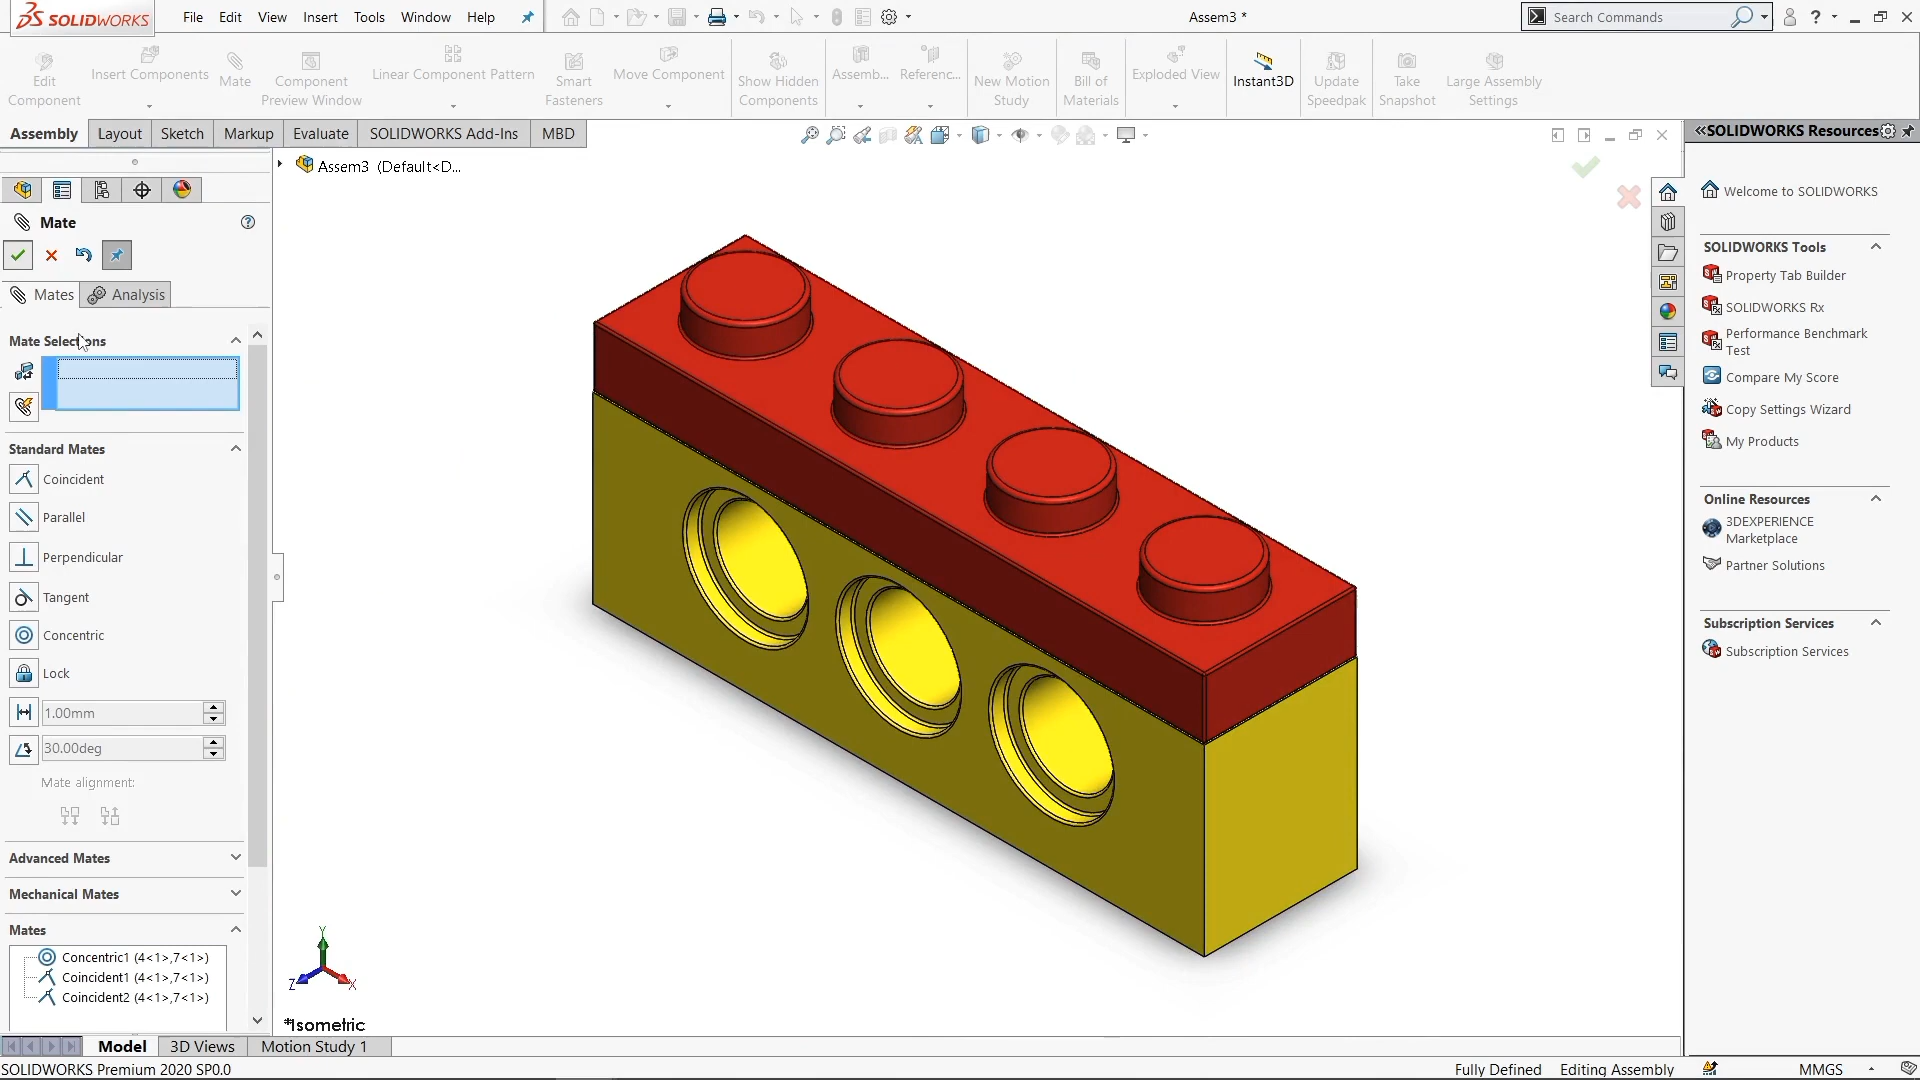 SOLIDWORKS
File Edit View Insert Tools Window Help
Assem3 *
Search Commands
Edit Component
Insert Components
Mate
Component Preview Window
Linear Component Pattern
Smart Fasteners
Move Component
Show Hidden Components
Assemb...
Referenc...
New Motion Study
Bill of Materials
Exploded View
Instant3D
Update Speedpak
Take Snapshot
Large Assembly Settings
Assembly Layout Sketch Markup Evaluate SOLIDWORKS Add-Ins MBD
Assem3 (Default<D...
Mate
Mates Analysis
Mate Selections
Standard Mates
Coincident
Parallel
Perpendicular
Tangent
Concentric
Lock
1.00mm
30.00deg
Mate alignment:
Advanced Mates
Mechanical Mates
Mates
Concentric1 (4<1>,7<1>)
Coincident1 (4<1>,7<1>)
Coincident2 (4<1>,7<1>)
Y
Z
X
*Isometric
Model 3D Views Motion Study 1
SOLIDWORKS Premium 2020 SP0.0
Fully Defined Editing Assembly MMGS
SOLIDWORKS Resources
Welcome to SOLIDWORKS
SOLIDWORKS Tools
Property Tab Builder
SOLIDWORKS Rx
Performance Benchmark
Test
Compare My Score
Copy Settings Wizard
My Products
Online Resources
3DEXPERIENCE
Marketplace
Partner Solutions
Subscription Services
Subscription Services